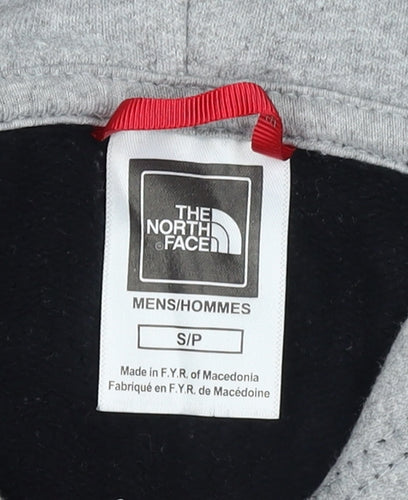 THE
NORTH
FACE
MENS/HOMMES
S/P
Made in F.Y.R. of Macedonia
Fabriqué en F.Y.R. de Macédoine